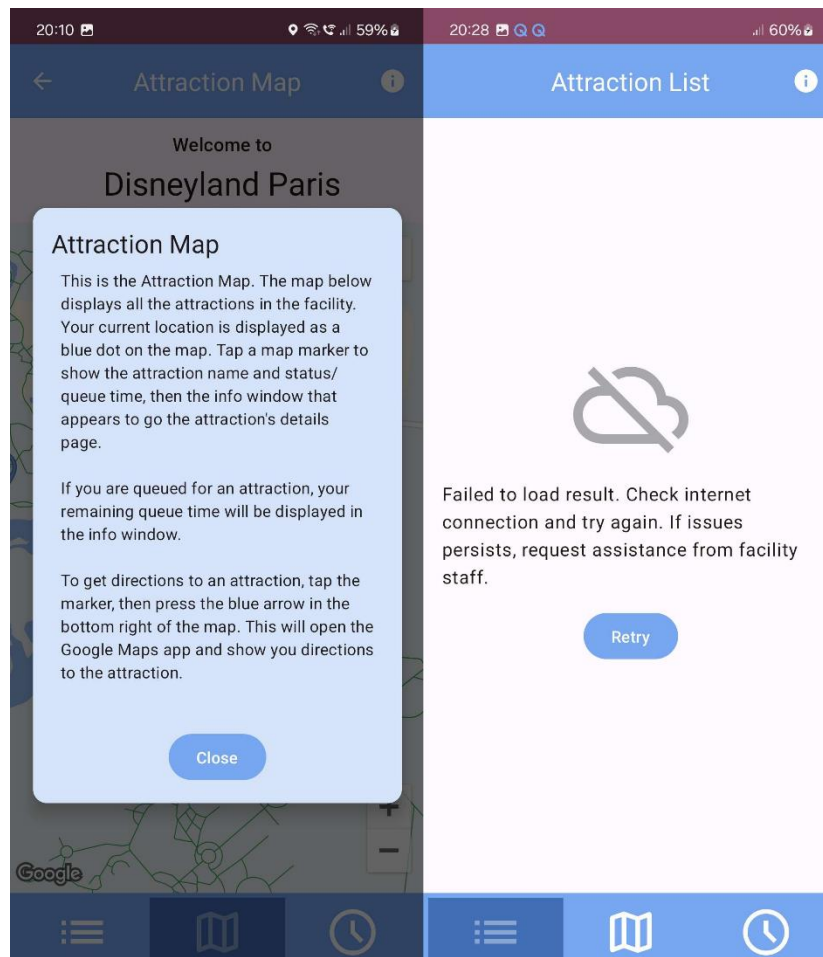 20:10
59%
Attraction Map
Welcome to
Disneyland Paris
Attraction Map
This is the Attraction Map. The map below
displays all the attractions in the facility.
Your current location is displayed as a
blue dot on the map. Tap a map marker to
show the attraction name and status/
queue time, then the info window that
appears to go the attraction's details
page.
If you are queued for an attraction, your
remaining queue time will be displayed in
the info window.
To get directions to an attraction, tap the
marker, then press the blue arrow in the
bottom right of the map. This will open the
Google Maps app and show you directions
to the attraction.
Close
Google
20:28
60%
Attraction List
Failed to load result. Check internet
connection and try again. If issues
persists, request assistance from facility
staff.
Retry